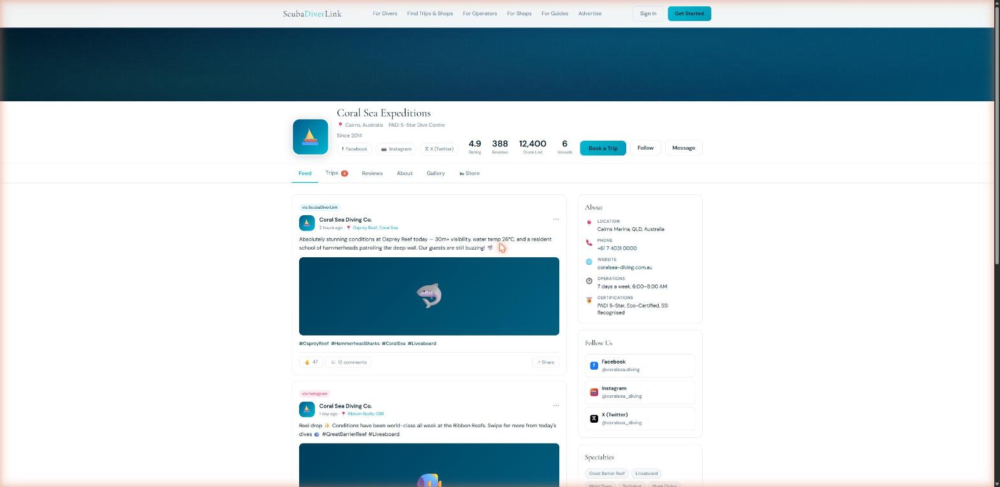 ScubaDiverLink
For Divers
Find Trips & Shops
For Operators
For Shops
For Guides
Advertise
Sign In
Get Started
Coral Sea Expeditions
Cairns, Australia PADI 5-Star Dive Centre
Since 2014
f Facebook
Instagram
X (Twitter)
4.9
Rating
388
Reviews
12,400
Divers Led
6
Vessels
Book a Trip
Follow
Message
Feed
Trips 8
Reviews
About
Gallery
Store
via ScubaDiverLink
Coral Sea Diving Co.
2 hours ago · Osprey Reef, Coral Sea
Absolutely stunning conditions at Osprey Reef today — 30m+ visibility, water temp 26°C, and a resident
school of hammerheads patrolling the deep wall. Our guests are still buzzing!
#OspreyReef #HammerheadSharks #CoralSea #Liveaboard
47
12 comments
↗ Share
via Instagram
Coral Sea Diving Co.
1 day ago · Ribbon Reefs, GBR
Reel drop Conditions have been world-class all week at the Ribbon Reefs. Swipe for more from today's
dives #GreatBarrierReef #Liveaboard
About
LOCATION
Cairns Marina, QLD, Australia
PHONE
+61 7 4031 0000
WEBSITE
coralsea-diving.com.au
OPERATIONS
7 days a week, 6:00–8:00 AM
CERTIFICATIONS
PADI 5-Star, Eco-Certified, SSI
Recognised
Follow Us
Facebook
@coralsea.diving
Instagram
@coralsea_diving
X (Twitter)
@coralsea_diving
Specialties
Great Barrier Reef
Liveaboard
Night Dives
Technical
Shark Diving